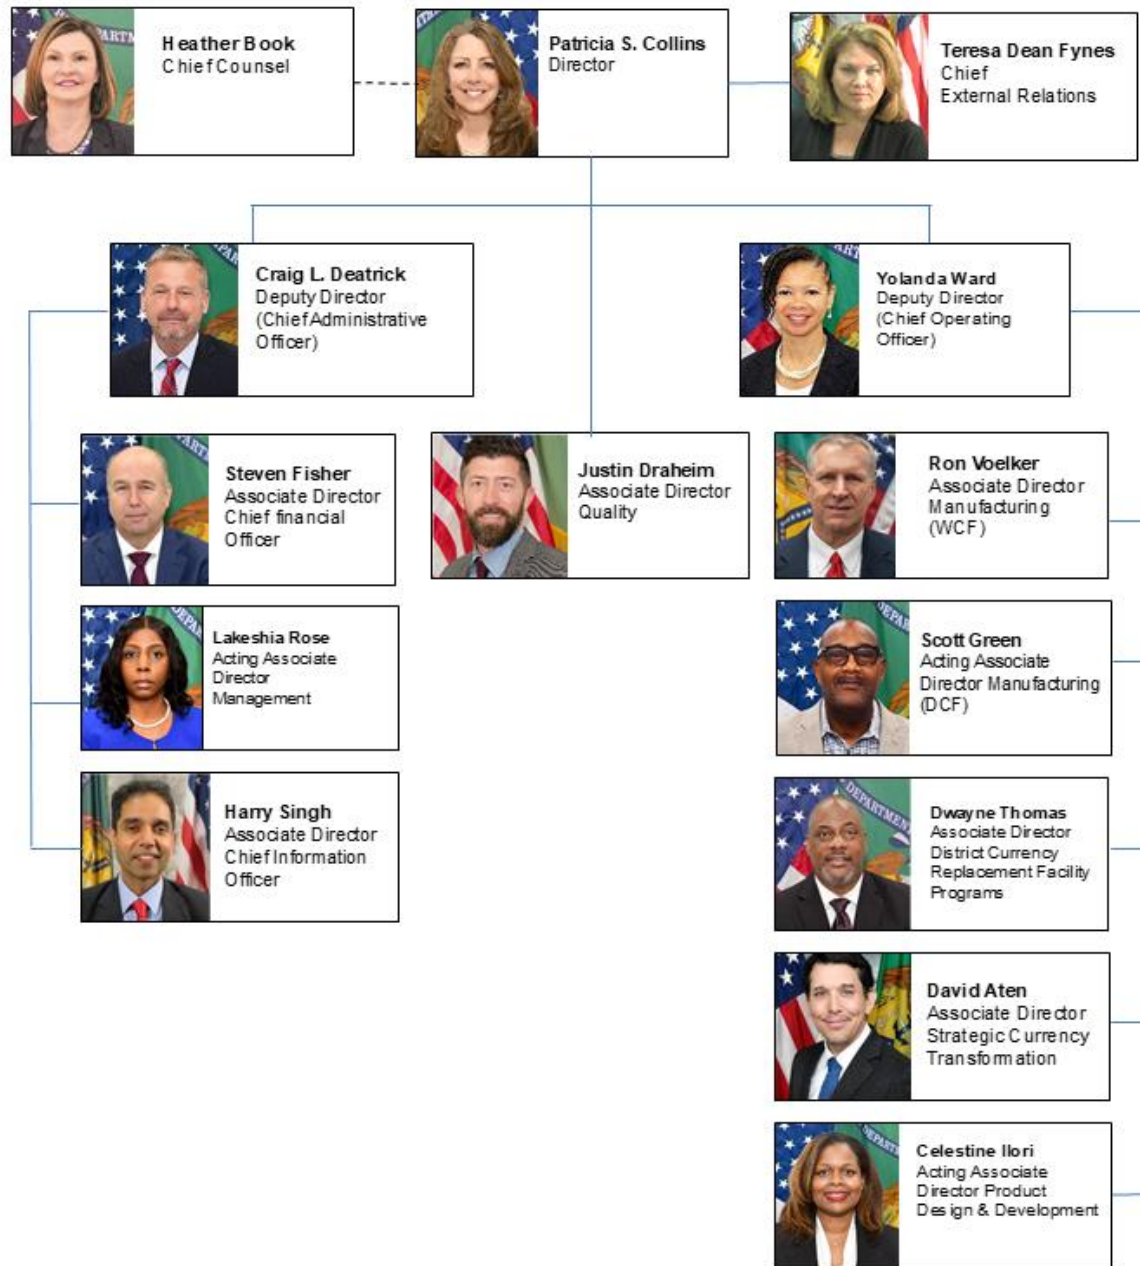 Heather Book
Chief Counsel
Patricia S. Collins
Director
Teresa Dean Fynes
Chief
External Relations
Craig L. Deatrick
Deputy Director
(Chief Administrative
Officer)
Yolanda Ward
Deputy Director
(Chief Operating
Officer)
Steven Fisher
Associate Director
Chief financial
Officer
Justin Draheim
Associate Director
Quality
Ron Voelker
Associate Director
Manufacturing
(WCF)
Lakeshia Rose
Acting Associate
Director
Management
Scott Green
Acting Associate
Director Manufacturing
(DCF)
Harry Singh
Associate Director
Chief Information
Officer
DEPARTMENT
Dwayne Thomas
Associate Director
District Currency
Replacement Facility
Programs
David Aten
Associate Director
Strategic Currency
Transformation
Celestine Ilori
Acting Associate
Director Product
Design & Development